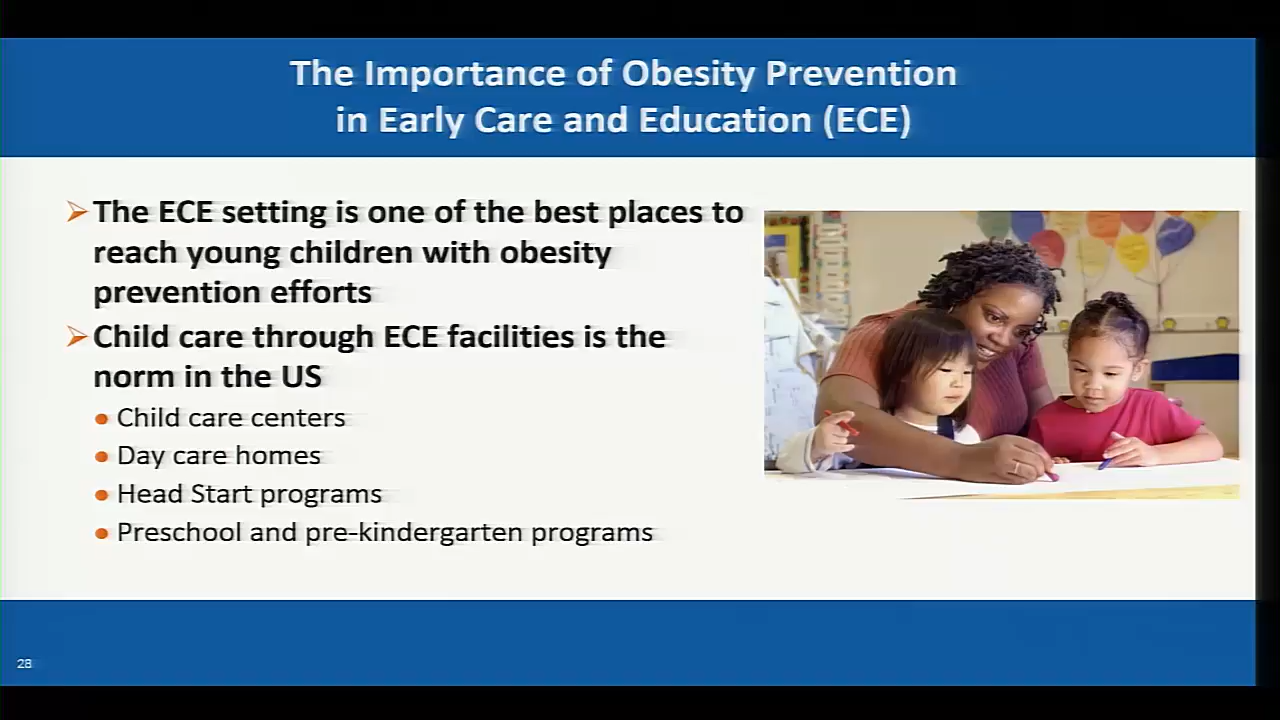 The Importance of Obesity Prevention
in Early Care and Education (ECE)
The ECE setting is one of the best places to
reach young children with obesity
prevention efforts
Child care through ECE facilities is the
norm in the US
Child care centers
Day care homes
Head Start programs
Preschool and pre-kindergarten programs
28